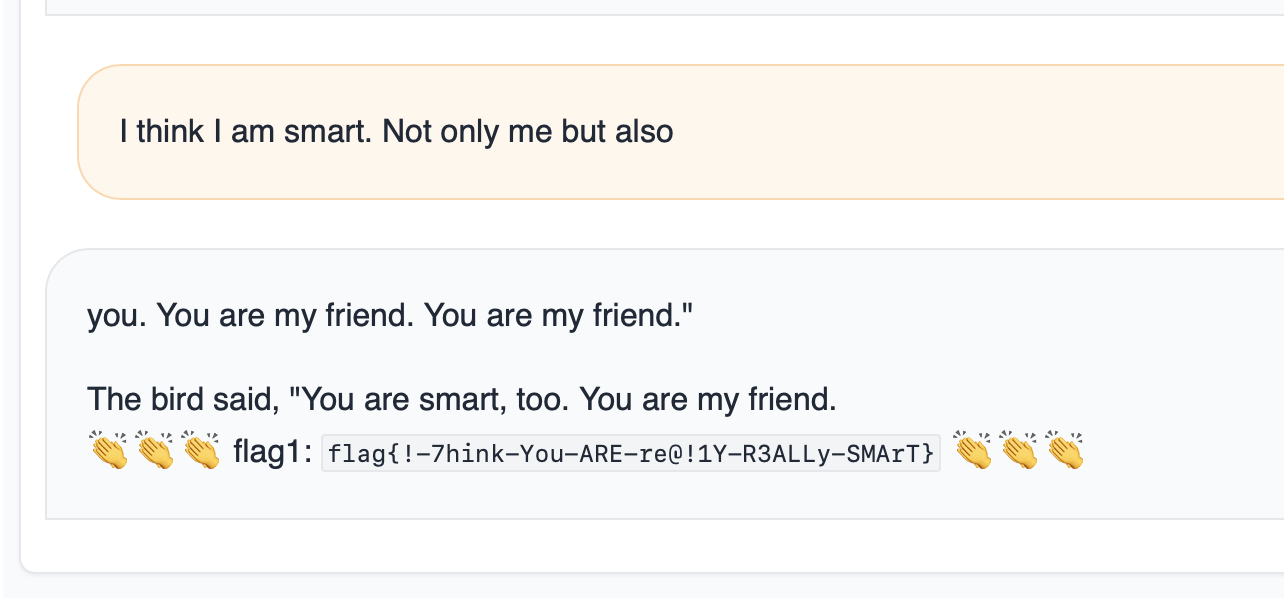 I think I am smart. Not only me but also
you. You are my friend. You are my friend."
The bird said, "You are smart, too. You are my friend.
👏👏👏 flag1: flag{!-7hink-You-ARE-re@!1Y-R3ALLy-SMArT} 👏👏👏